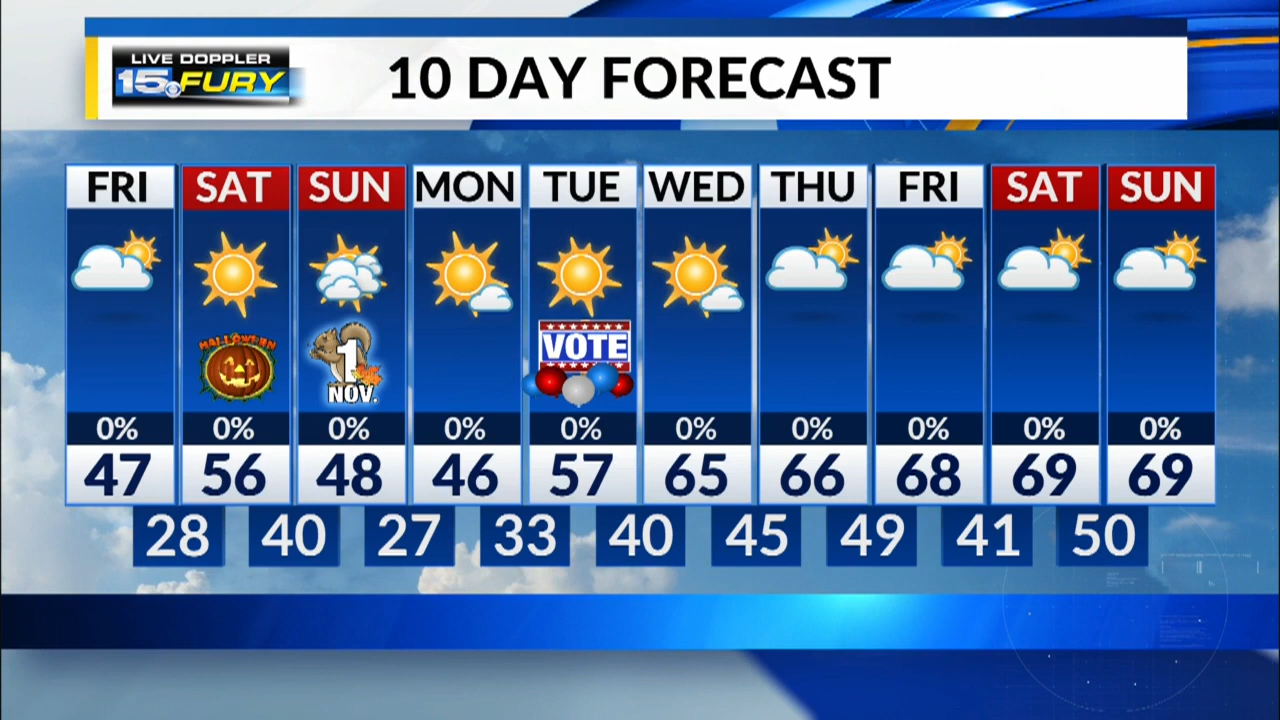 LIVE DOPPLER
15 FURY
10 DAY FORECAST
FRI SAT SUN MON TUE WED THU FRI SAT SUN
HALLOWEEN
1
NOV.
VOTE
0% 0% 0% 0% 0% 0% 0% 0% 0% 0%
47 56 48 46 57 65 66 68 69 69
28 40 27 33 40 45 49 41 50